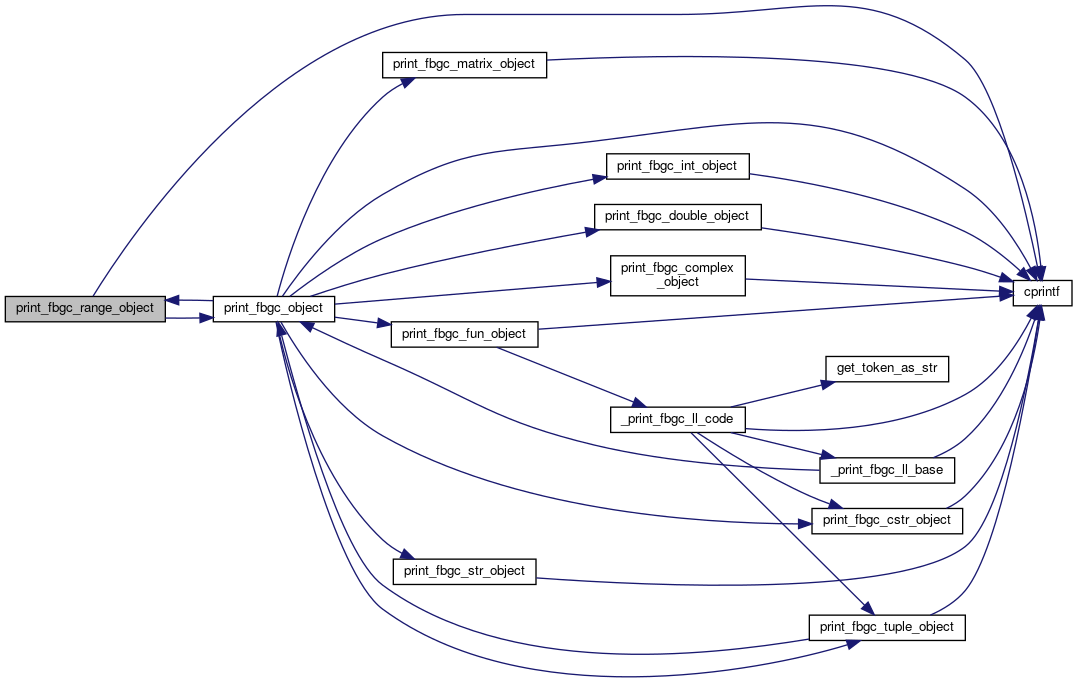 print_fbgc_matrix_object
print_fbgc_int_object
print_fbgc_double_object
print_fbgc_complex
_object
cprintf
print_fbgc_range_object
print_fbgc_object
print_fbgc_fun_object
get_token_as_str
_print_fbgc_ll_code
_print_fbgc_ll_base
print_fbgc_cstr_object
print_fbgc_str_object
print_fbgc_tuple_object